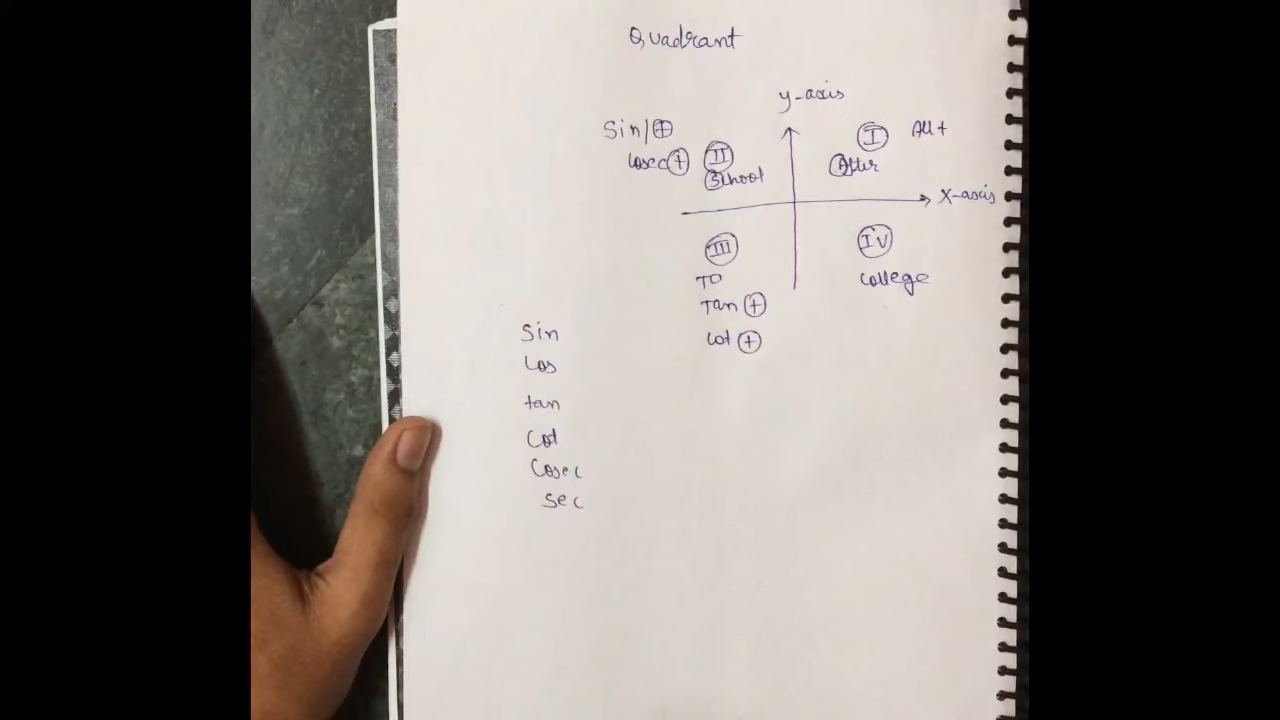 Quadrant
y-axis
Sin/+
Cosec +
II
School
I
All +
After
X-axis
III
TO
Tan +
Cot +
IV
College
Sin
Cos
tan
Cot
Cosec
Sec